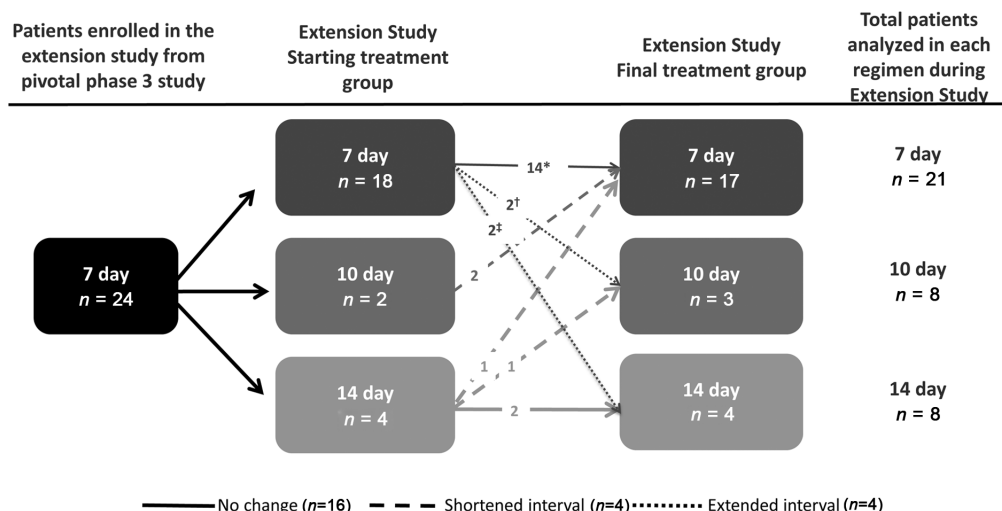 Patients enrolled in the
extension study from
pivotal phase 3 study
Extension Study
Starting treatment
group
Extension Study
Final treatment group
Total patients
analyzed in each
regimen during
Extension Study
7 day
n = 24
7 day
n = 18
10 day
n = 2
14 day
n = 4
14*
2†
2‡
2
1
1
2
7 day
n = 17
10 day
n = 3
14 day
n = 4
7 day
n = 21
10 day
n = 8
14 day
n = 8
No change (n=16) Shortened interval (n=4) Extended interval (n=4)